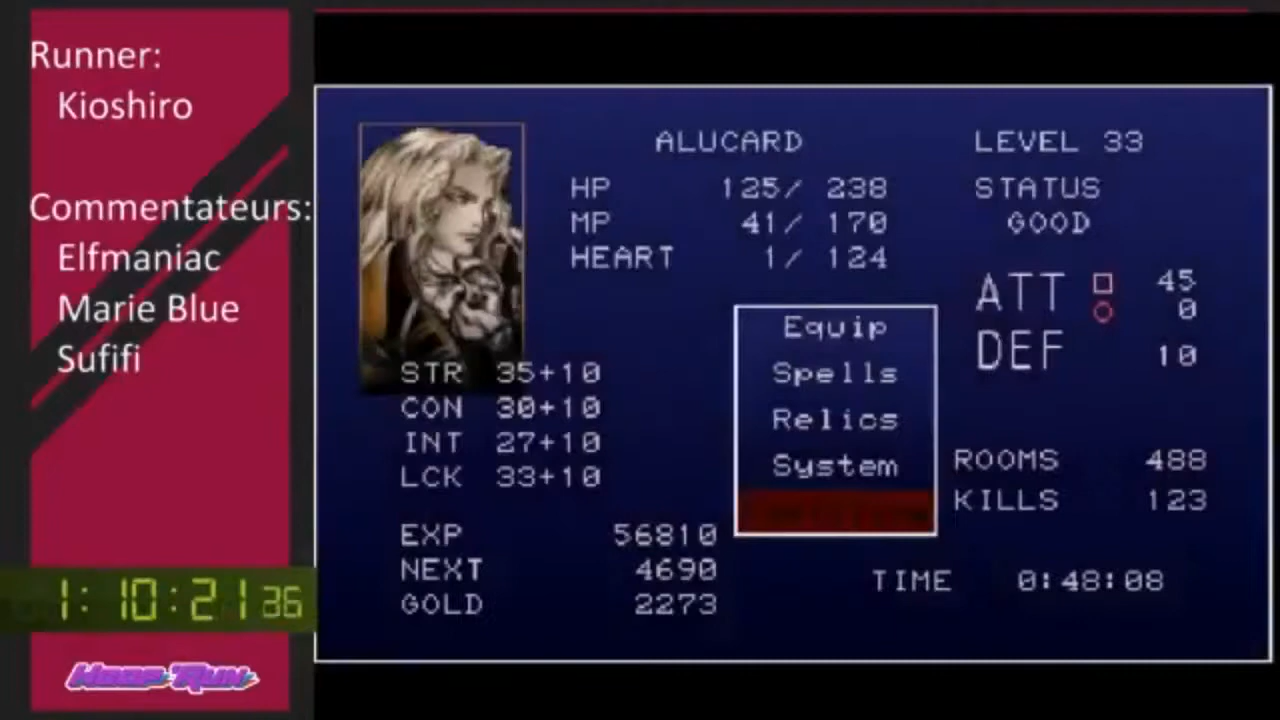 Runner:
Kioshiro
Commentateurs:
Elfmaniac
Marie Blue
Sufifi
1:10:21 36
ALUCARD
LEVEL 33
HP 125/ 238
MP 41/ 170
HEART 1/ 124
STATUS
GOOD
ATT □ 45
○ 0
DEF 10
Equip
Spells
Relics
System
STR 35+10
CON 30+10
INT 27+10
LCK 33+10
ROOMS 488
KILLS 123
EXP 56810
NEXT 4690
GOLD 2273
TIME 0:48:08